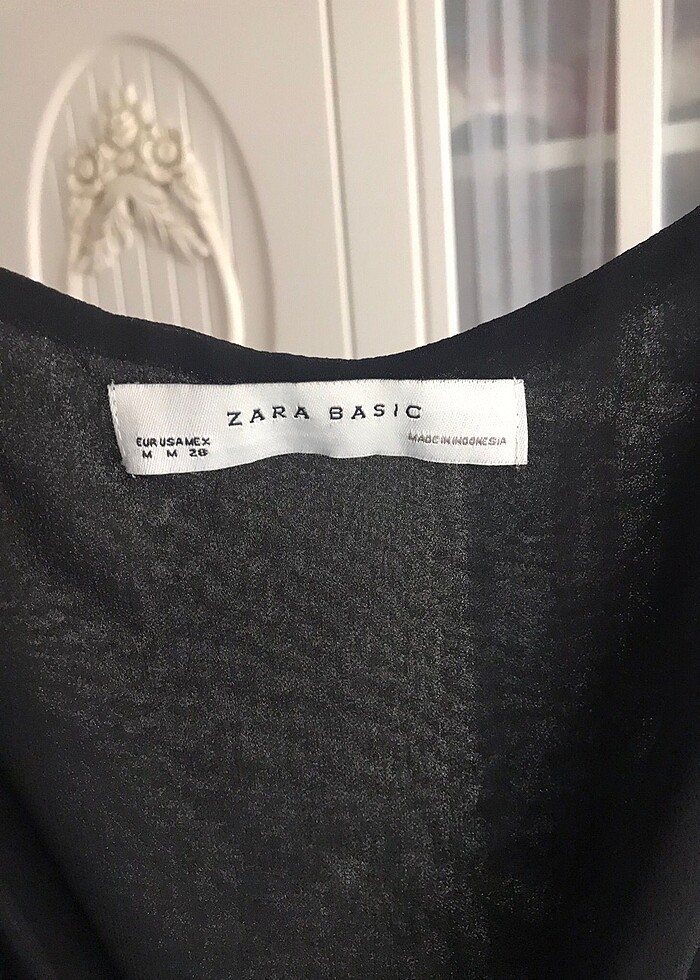 ZARA BASIC
EUR USA MEX
M M 28
MADE IN INDONESIA